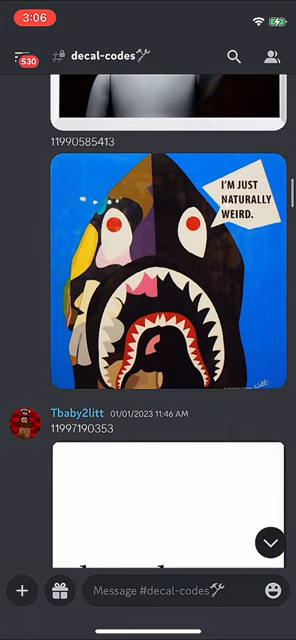 3:06
530
# decal-codes
11990585413
I'M JUST
NATURALLY
WEIRD.
Tbaby2litt 01/01/2023 11:46 AM
11997190353
Message #decal-codes